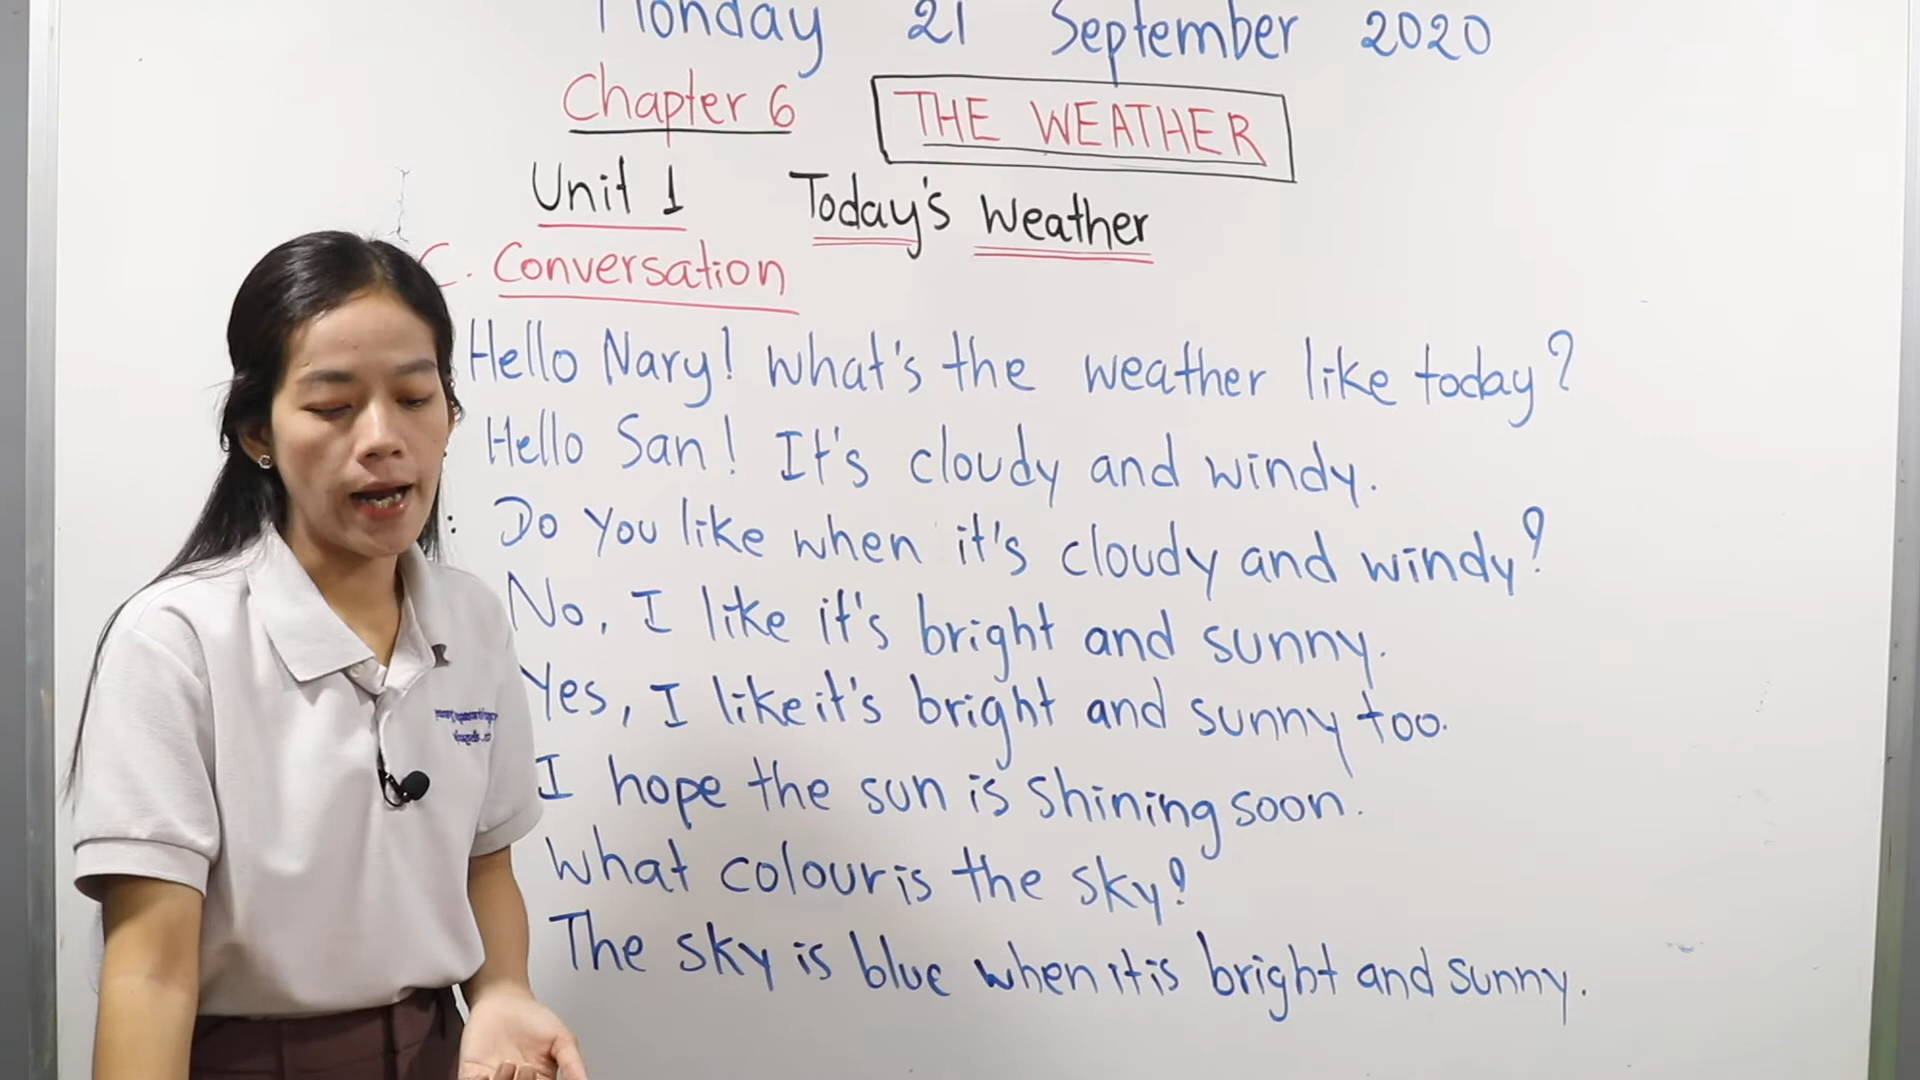 Monday 21 September 2020
Chapter 6 THE WEATHER
Unit 1 Today's Weather
C. Conversation
Hello Nary! What's the weather like today?
Hello San! It's cloudy and windy.
: Do you like when it's cloudy and windy?
No, I like it's bright and sunny.
Yes, I like it's bright and sunny too.
I hope the sun is shining soon.
What colour is the sky?
The sky is blue when it is bright and sunny.